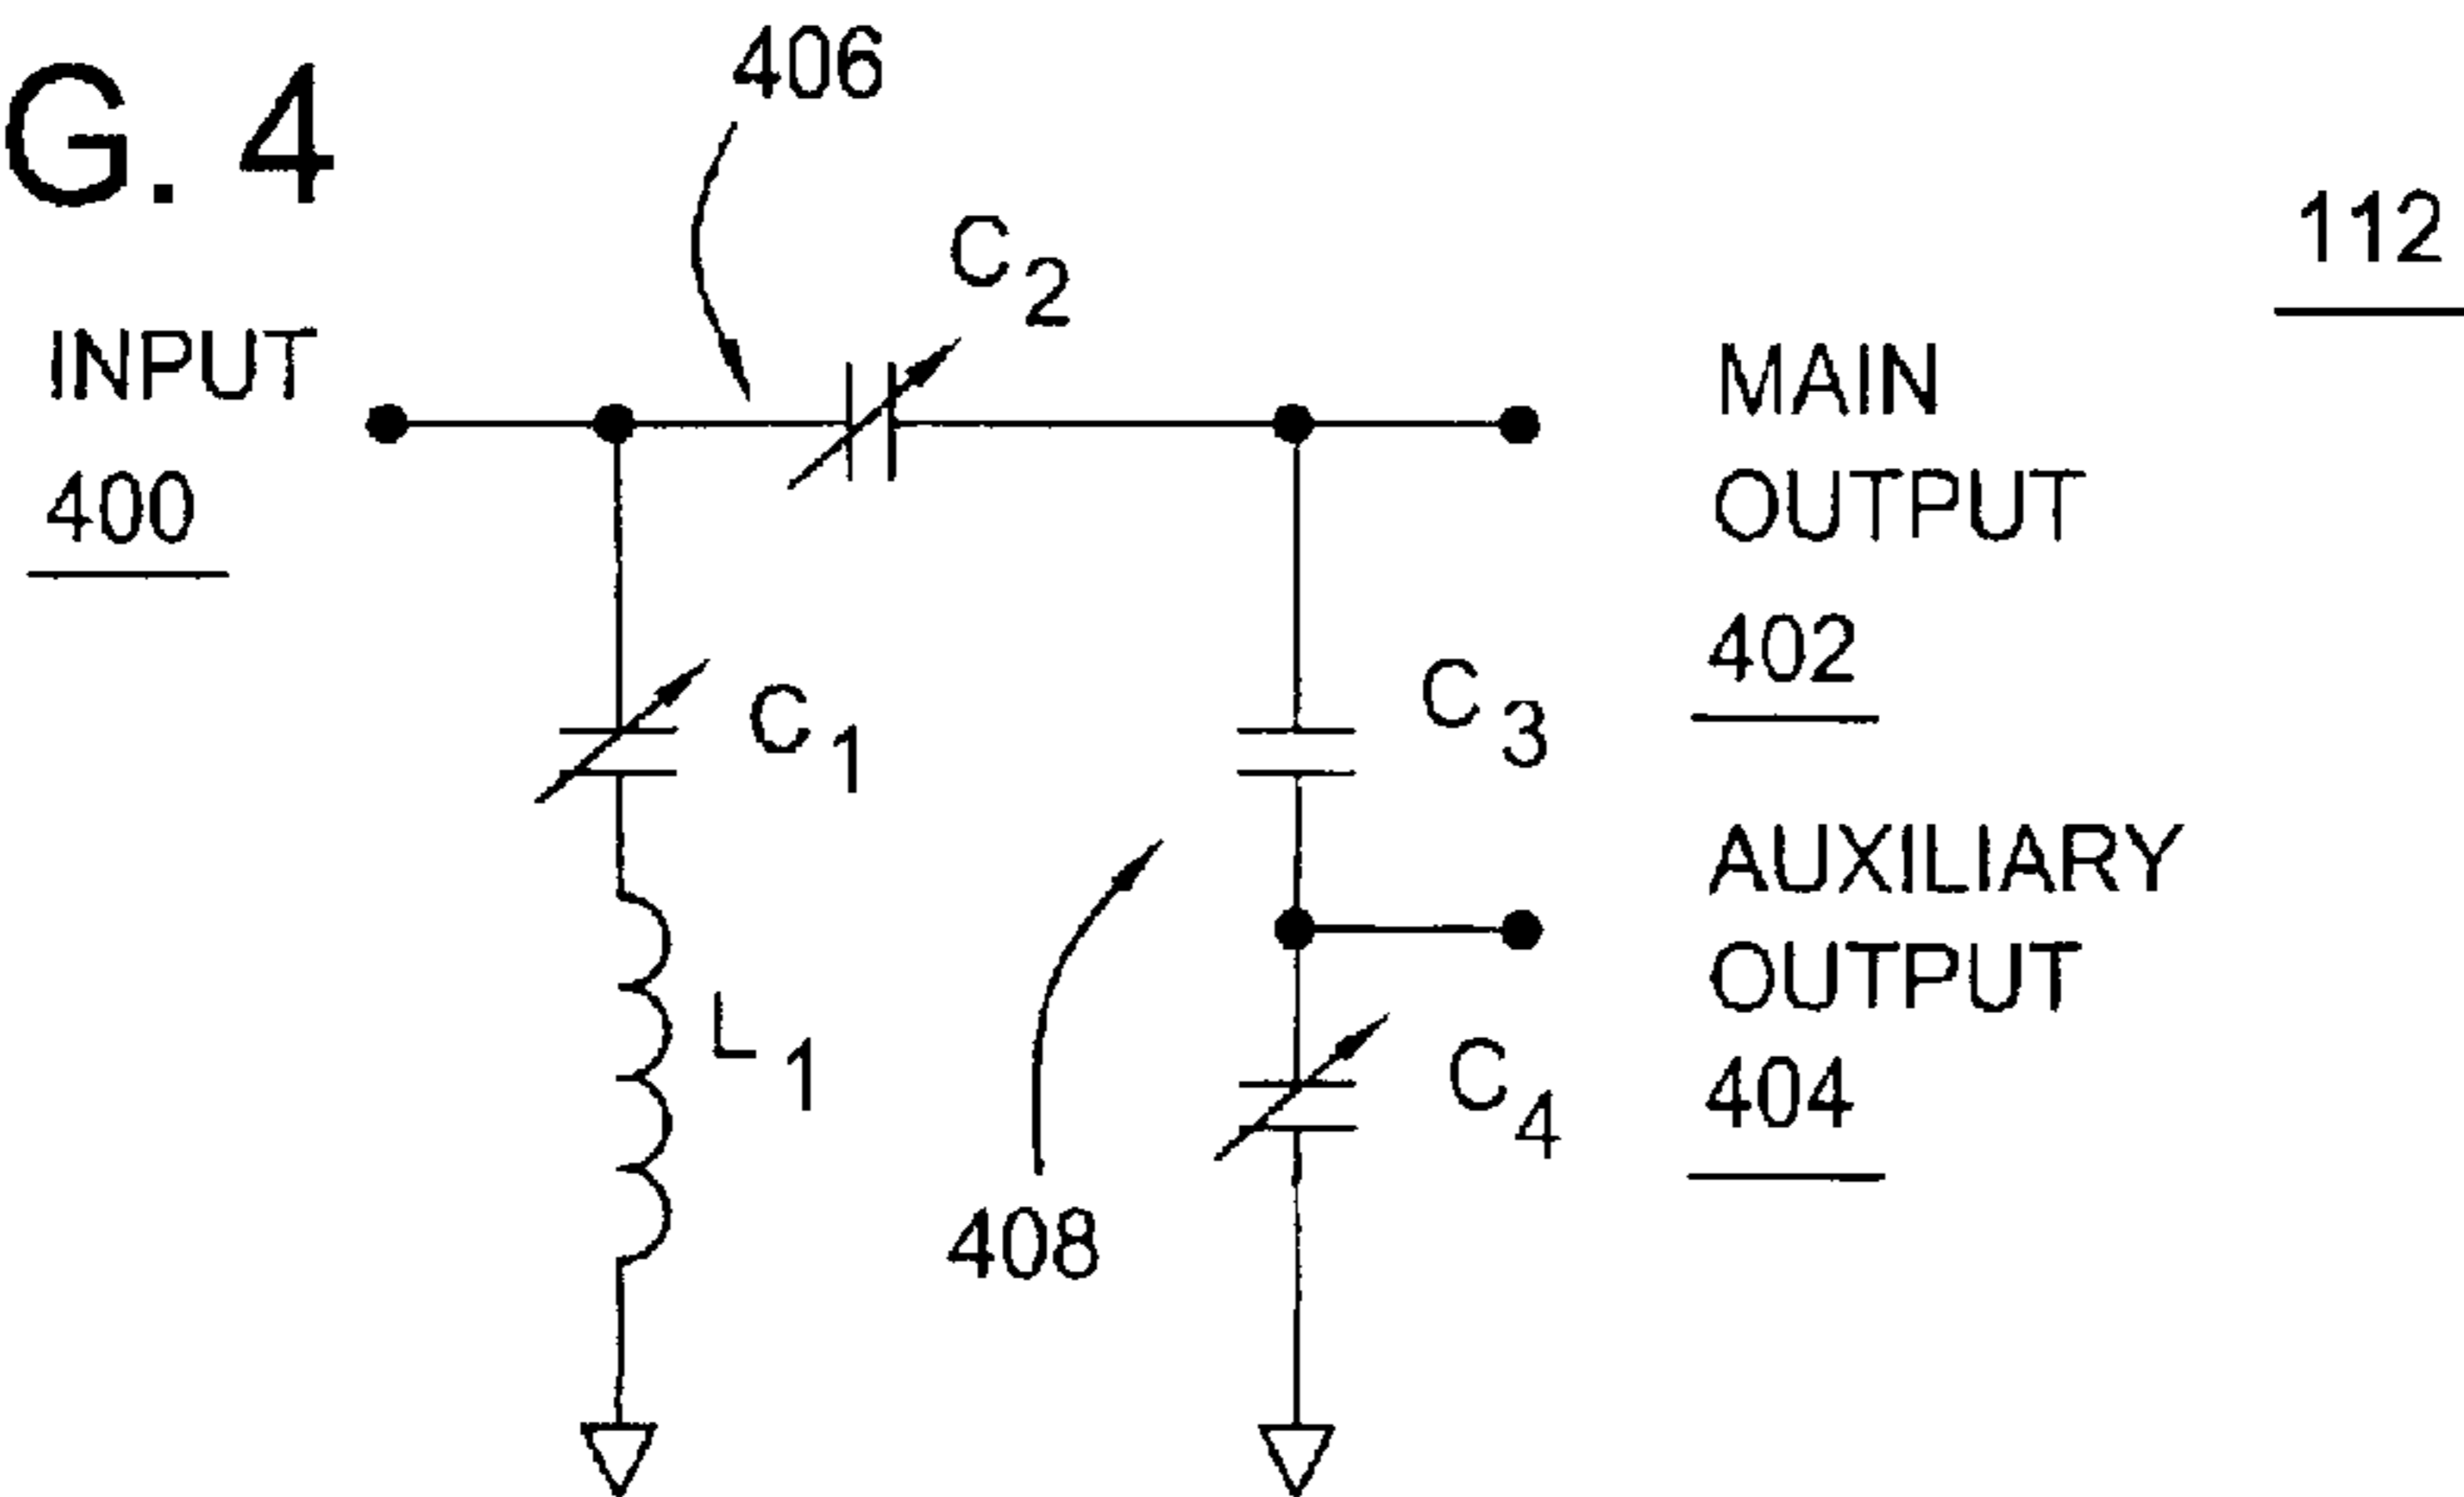 G. 4
406
112
C2
INPUT
400
MAIN
OUTPUT
402
C1
C3
AUXILIARY
OUTPUT
404
L1
C4
408